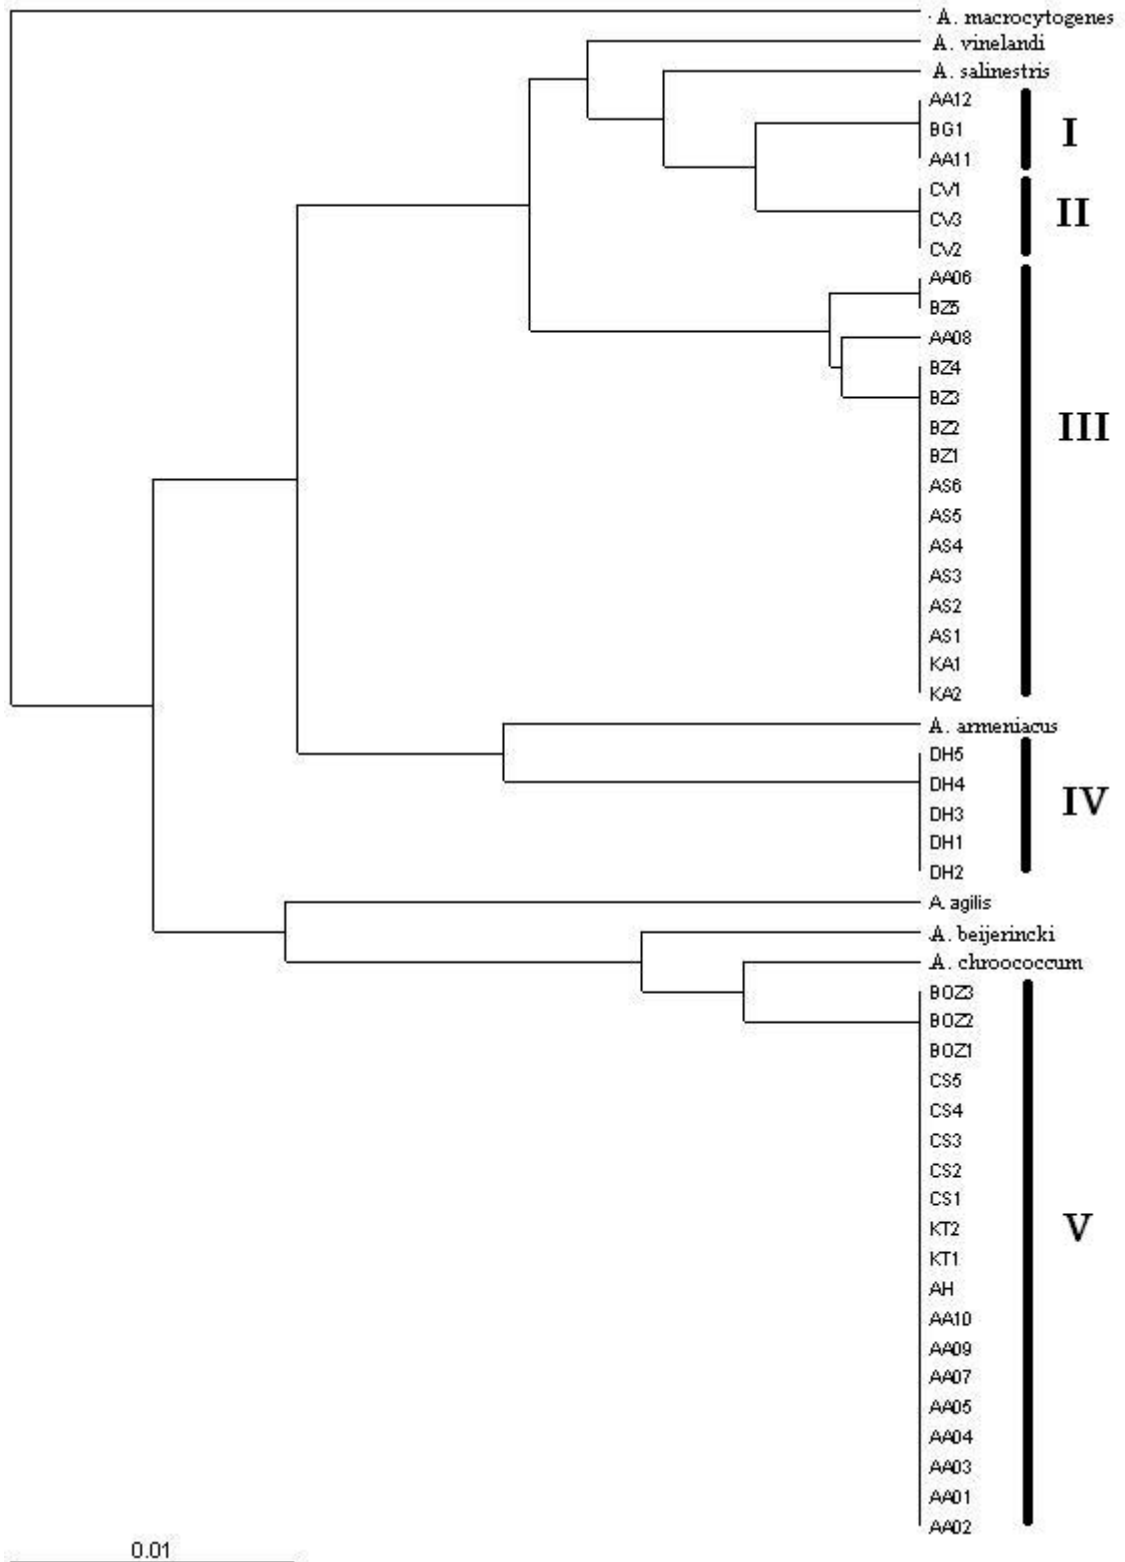 A. macrocytogenes
A. vinelandi
A. salinestris
AA12
BG1
I
AA11
CV1
CV3
II
CV2
AA06
BZ5
AA08
BZ4
BZ3
BZ2
III
BZ1
AS6
AS5
AS4
AS3
AS2
AS1
KA1
KA2
A. armeniacus
DH5
DH4
IV
DH3
DH1
DH2
A. agilis
A. beijerincki
A. chroococcum
BOZ3
BOZ2
BOZ1
CS5
CS4
CS3
CS2
CS1
KT2
V
KT1
AH
AA10
AA09
AA07
AA05
AA04
AA03
AA01
AA02
0.01